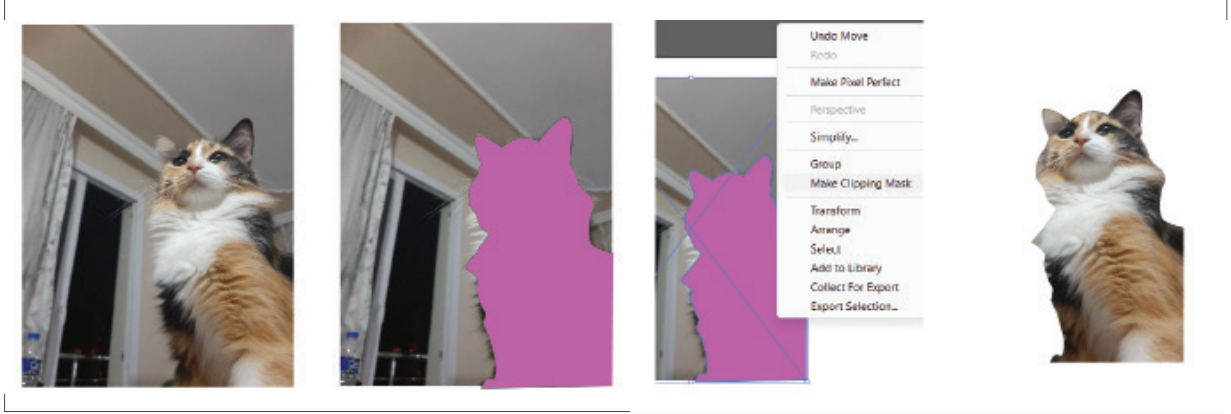 Undo Move
Redo
Make Pixel Perfect
Perspective
Simplify...
Group
Make Clipping Mask
Transform
Arrange
Select
Add to Library
Collect For Export
Export Selection...